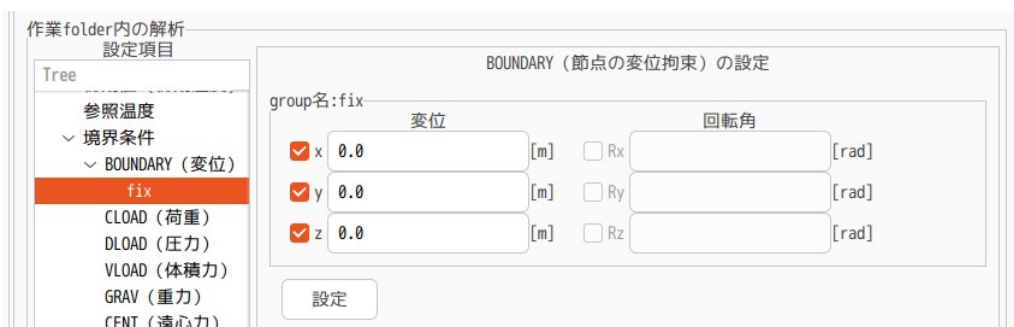 作業folder内の解析
設定項目
Tree
参照温度
境界条件
BOUNDARY (変位)
fix
CLOAD (荷重)
DLOAD (圧力)
VLOAD (体積力)
GRAV (重力)
CENT (遠心力)
BOUNDARY (節点の変位拘束) の設定
group名:fix
変位 回転角
x 0.0 [m] Rx [rad]
y 0.0 [m] Ry [rad]
z 0.0 [m] Rz [rad]
設定